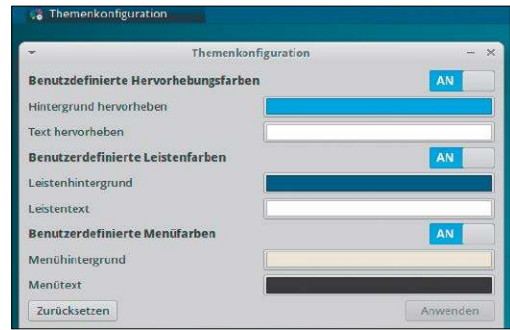 Themenkonfiguration
Themenkonfiguration
Benutzdefinierte Hervorhebungsfarben AN
Hintergrund hervorheben
Text hervorheben
Benutzerdefinierte Leistenfarben AN
Leistenhintergrund
Leistentext
Benutzerdefinierte Menüfarben AN
Menühintergrund
Menütext
Zurücksetzen Anwenden